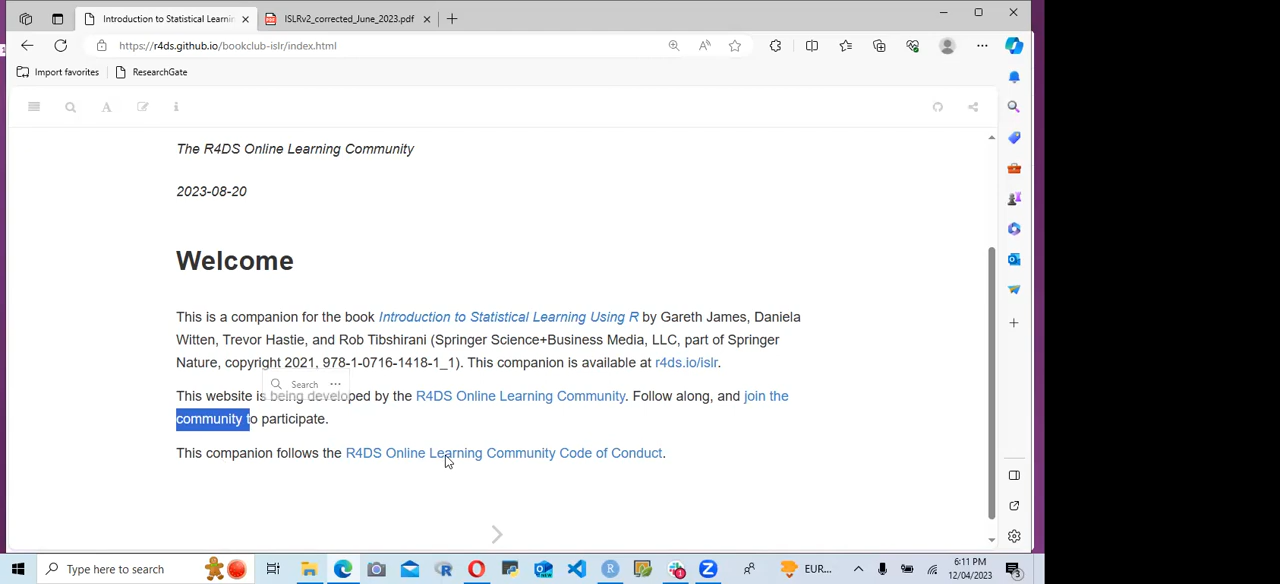 Introduction to Statistical Learnin
ISLRv2_corrected_June_2023.pdf
https://r4ds.github.io/bookclub-islr/index.html
Import favorites
ResearchGate
The R4DS Online Learning Community
2023-08-20
Welcome
This is a companion for the book Introduction to Statistical Learning Using R by Gareth James, Daniela
Witten, Trevor Hastie, and Rob Tibshirani (Springer Science+Business Media, LLC, part of Springer
Nature, copyright 2021, 978-1-0716-1418-1_1). This companion is available at r4ds.io/islr.
Search ...
This website is being developed by the R4DS Online Learning Community. Follow along, and join the
community to participate.
This companion follows the R4DS Online Learning Community Code of Conduct.
Type here to search
EUR...
6:11 PM
12/04/2023